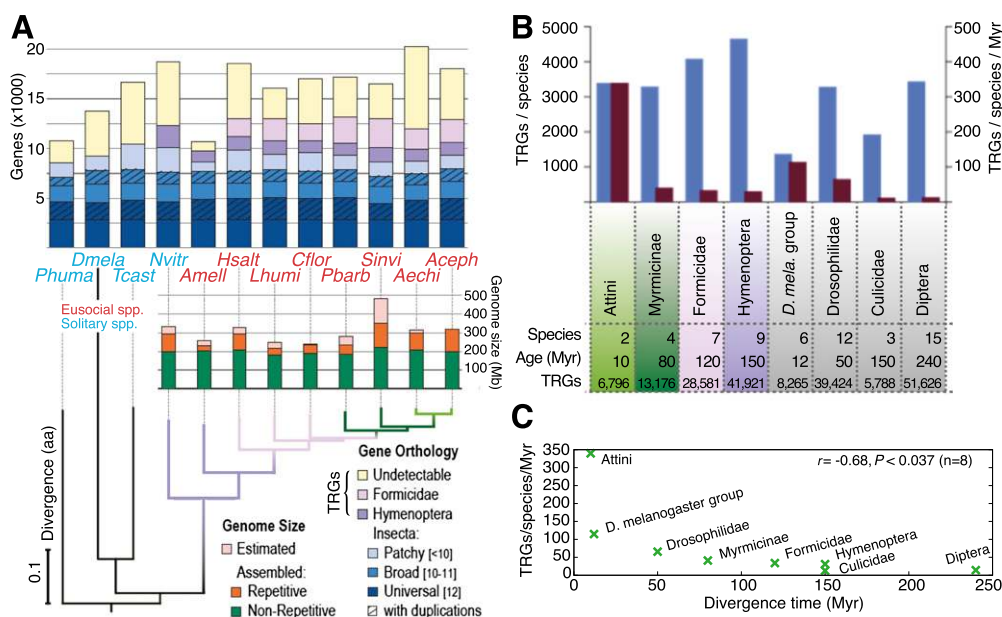 A
20
15
10
5
Genes (x1000)
Dmela Nvitr Hsalt Cflor Sinvi Aceph
Phuma Tcast Amell Lhumi Pbarb Aechi
Eusocial spp.
Solitary spp.
500
400
300
200
100
Genome size (Mb)
Divergence (aa)
0.1
Genome Size
Estimated
Assembled:
Repetitive
Non-Repetitive
Gene Orthology
TRGs
Undetectable
Formicidae
Hymenoptera
Insecta:
Patchy [<10]
Broad [10-11]
Universal [12]
with duplications
B
5000
4000
3000
2000
1000
TRGs / species
500
400
300
200
100
TRGs / species / Myr
Attini
Myrmicinae
Formicidae
Hymenoptera
D. mela. group
Drosophilidae
Culicidae
Diptera
Species 2 4 7 9 6 12 3 15
Age (Myr) 10 80 120 150 12 50 150 240
TRGs 6,796 13,176 28,581 41,921 8,265 39,424 5,788 51,626
C
350
300
250
200
150
100
50
0
TRGs/species/Myr
r= -0.68, P < 0.037 (n=8)
Attini
D. melanogaster group
Drosophilidae
Myrmicinae
Formicidae
Hymenoptera
Culicidae
Diptera
0 50 100 150 200 250
Divergence time (Myr)